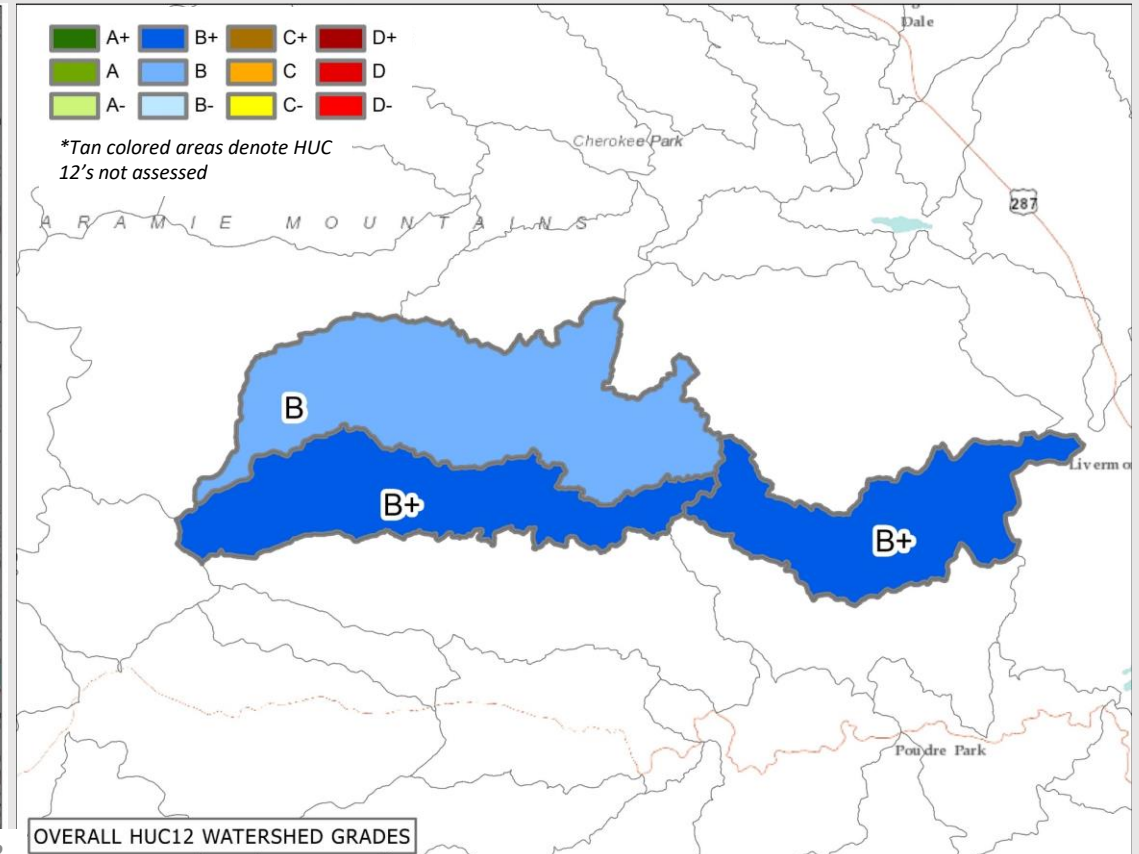 A+ B+ C+ D+
A B C D
A- B- C- D-
*Tan colored areas denote HUC
12's not assessed
Dale
Cherokee Park
287
ARAMIE MOUNTAINS
B
B+
B+
Livermo
Poudre Park
OVERALL HUC12 WATERSHED GRADES